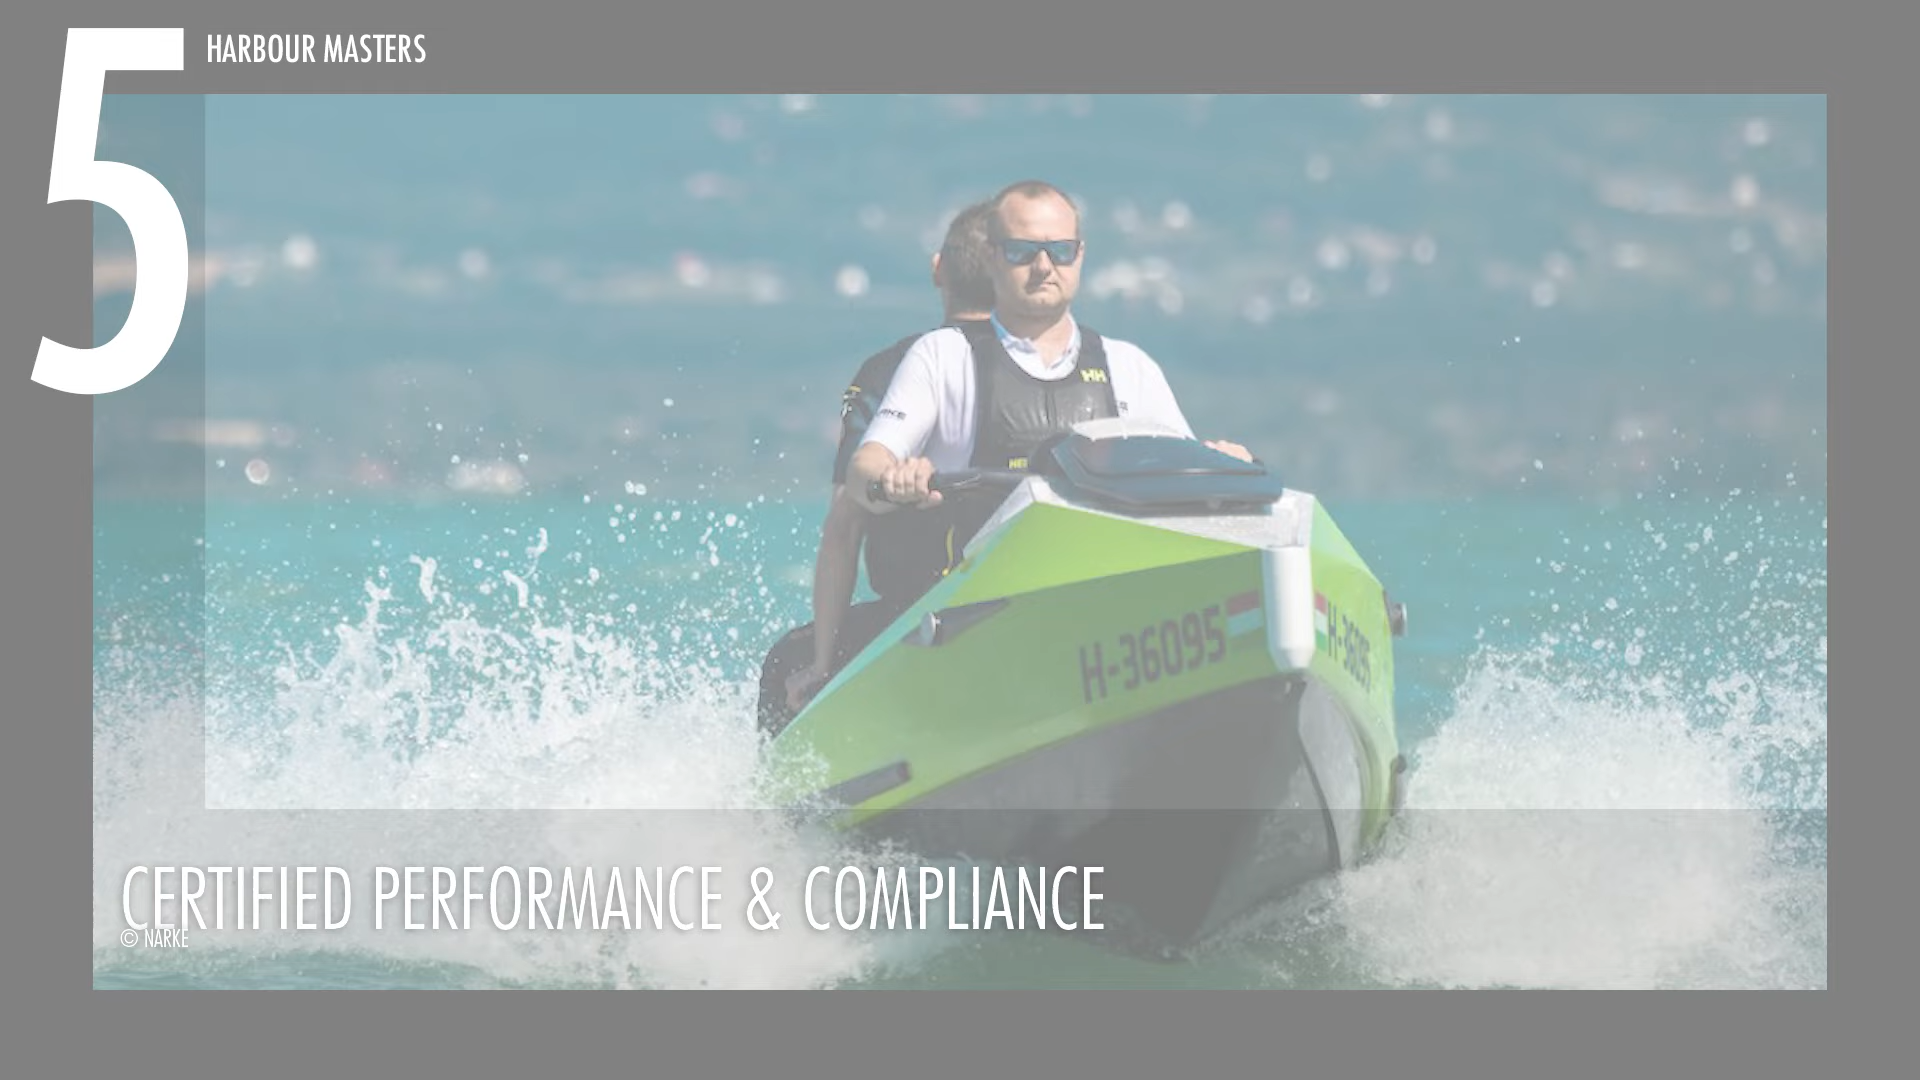 5
HARBOUR MASTERS
HH
H-36095
H-36095
CERTIFIED PERFORMANCE & COMPLIANCE
© NARKE